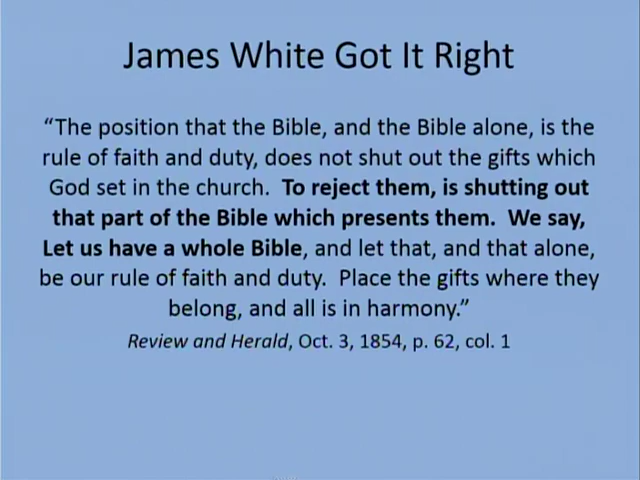 James White Got It Right
“The position that the Bible, and the Bible alone, is the
rule of faith and duty, does not shut out the gifts which
God set in the church.  To reject them, is shutting out
that part of the Bible which presents them.  We say,
Let us have a whole Bible, and let that, and that alone,
be our rule of faith and duty.  Place the gifts where they
belong, and all is in harmony.”
Review and Herald, Oct. 3, 1854, p. 62, col. 1